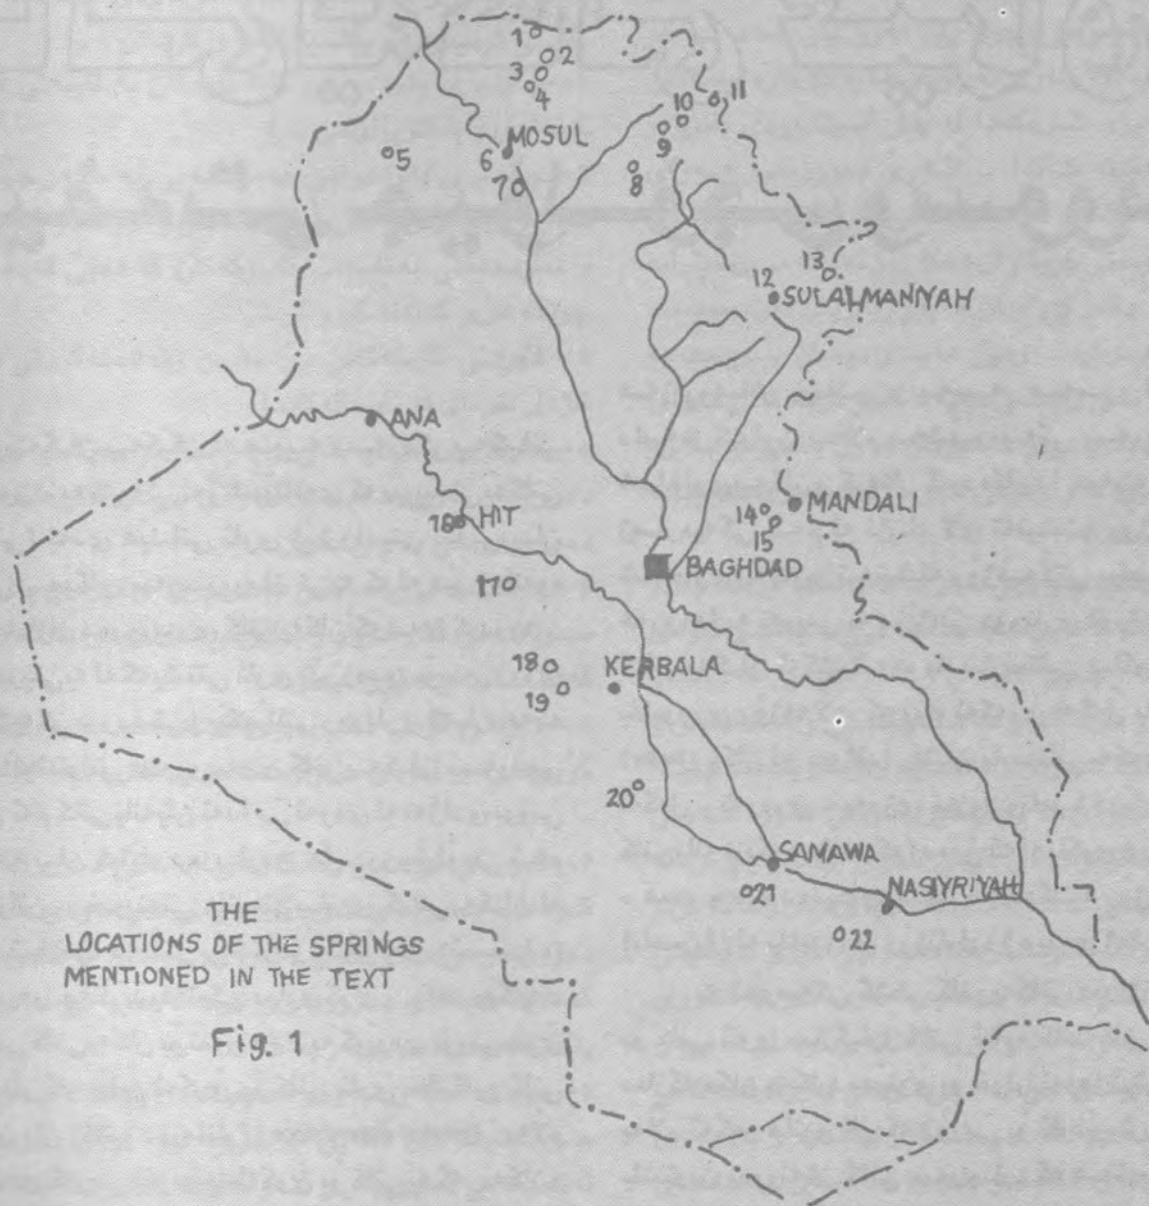 1
2
3
4
10
11
MOSUL
9
5
6
7
8
13
12
SULALMANIYAH
ANA
MANDALI
HIT
16
14
15
BAGHDAD
17
18
KERBALA
19
20
SAMAWA
21
NASIYRIYAH
22
THE
LOCATIONS OF THE SPRINGS
MENTIONED IN THE TEXT
Fig. 1